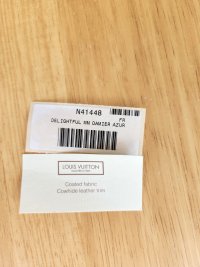 N41448
FR
DELIGHTFUL MM DAMIER AZUR
LOUIS VUITTON
Coated fabric
Cowhide leather trim